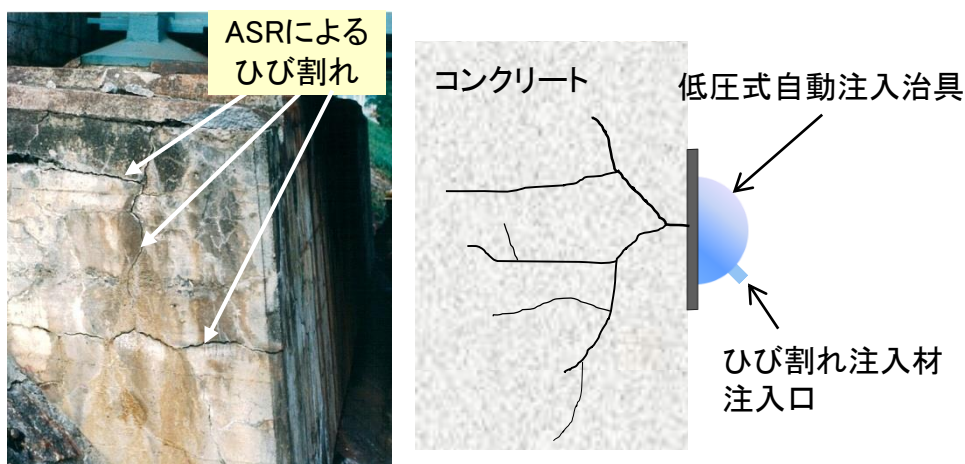 ASRによる
ひび割れ
コンクリート
低圧式自動注入治具
ひび割れ注入材
注入口